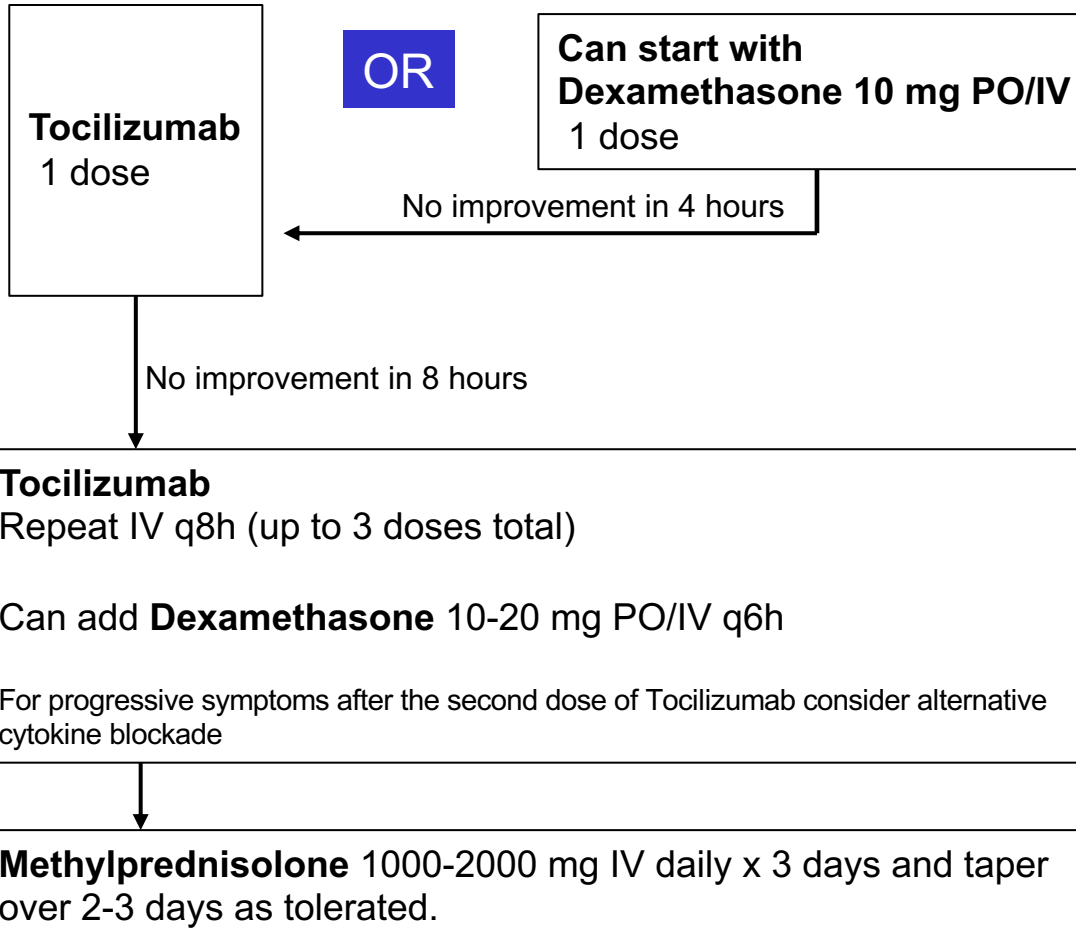 Tocilizumab
1 dose
OR
Can start with
Dexamethasone 10 mg PO/IV
1 dose
No improvement in 4 hours
No improvement in 8 hours
Tocilizumab
Repeat IV q8h (up to 3 doses total)
Can add Dexamethasone 10-20 mg PO/IV q6h
For progressive symptoms after the second dose of Tocilizumab consider alternative
cytokine blockade
Methylprednisolone 1000-2000 mg IV daily x 3 days and taper
over 2-3 days as tolerated.